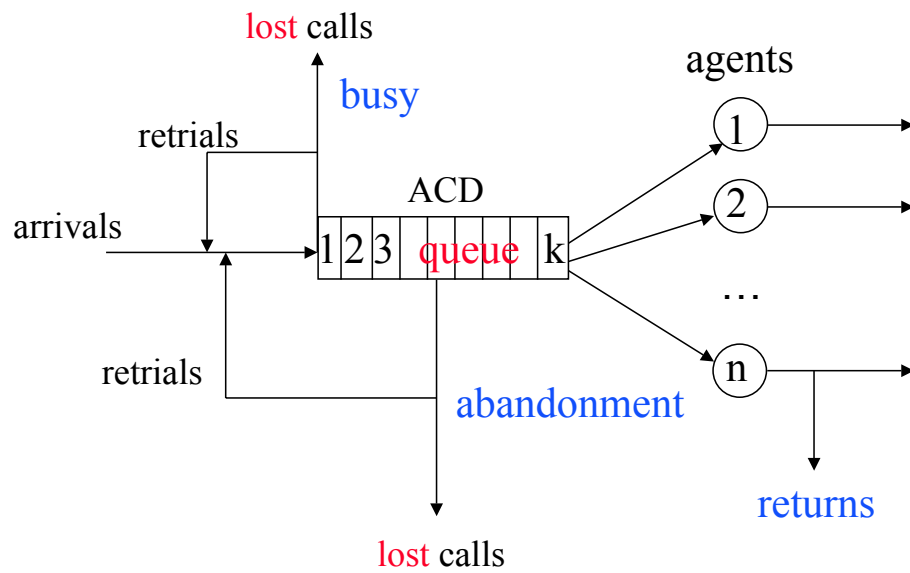 lost calls
busy
agents
retrials
1
ACD
2
arrivals
1 2 3 queue k
...
n
retrials
abandonment
returns
lost calls